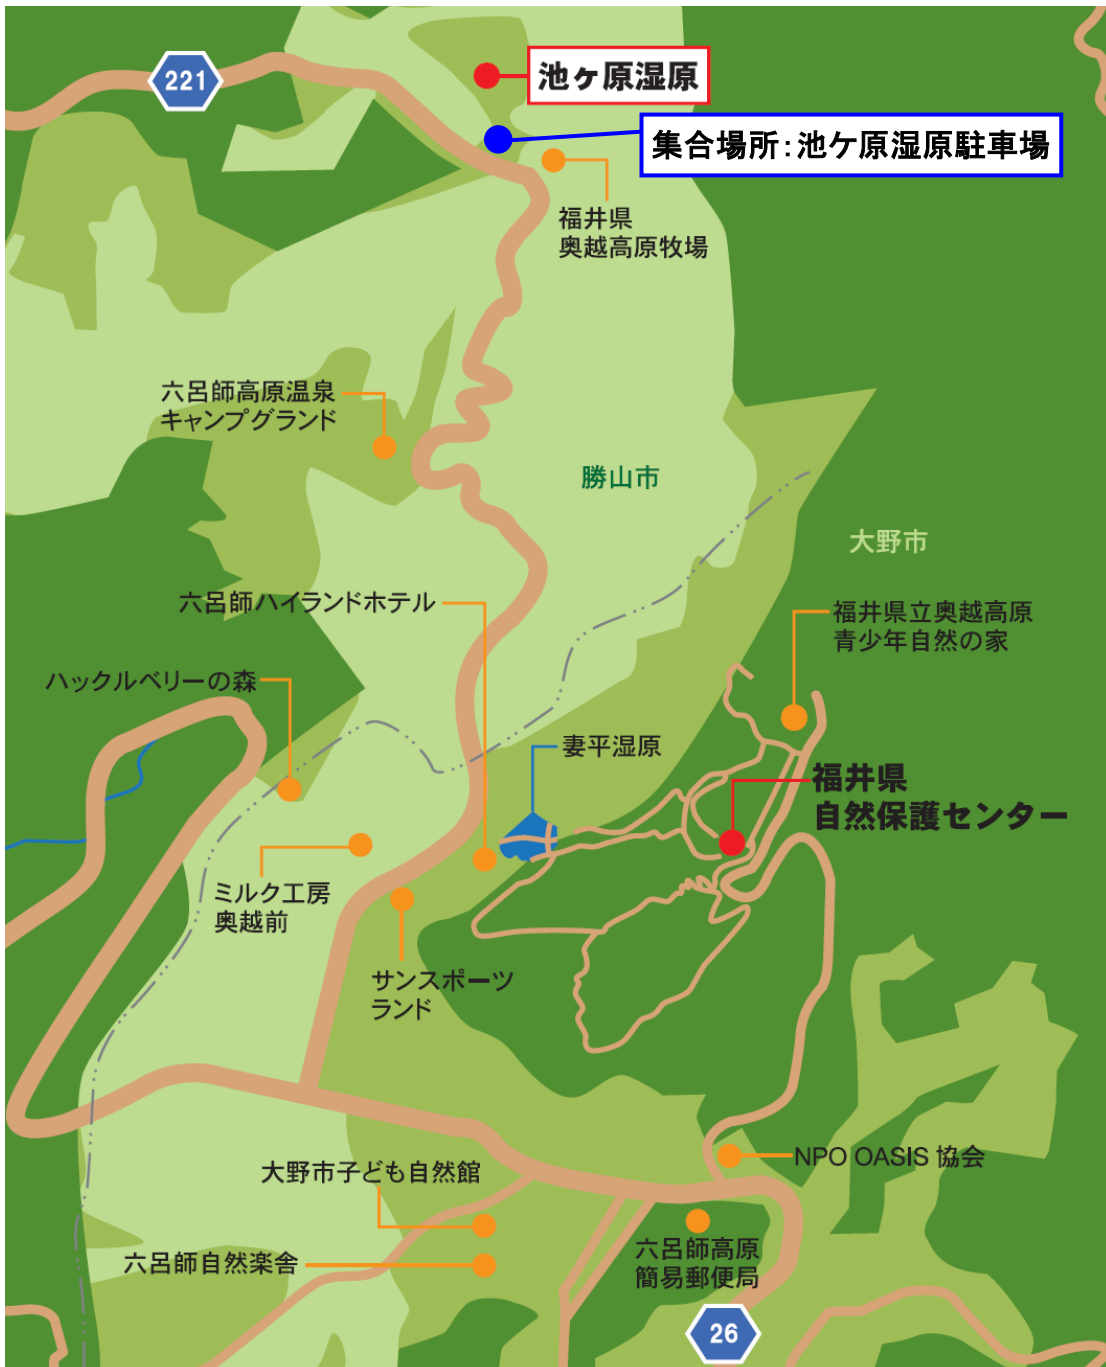 221
池ケ原湿原
集合場所:池ケ原湿原駐車場
福井県
奥越高原牧場
六呂師高原温泉
キャンプグランド
勝山市
大野市
六呂師ハイランドホテル
福井県立奥越高原
青少年自然の家
ハックルベリーの森
妻平湿原
福井県
自然保護センター
ミルク工房
奥越前
サンスポーツ
ランド
NPO OASIS 協会
大野市子ども自然館
六呂師自然楽舎
六呂師高原
簡易郵便局
26